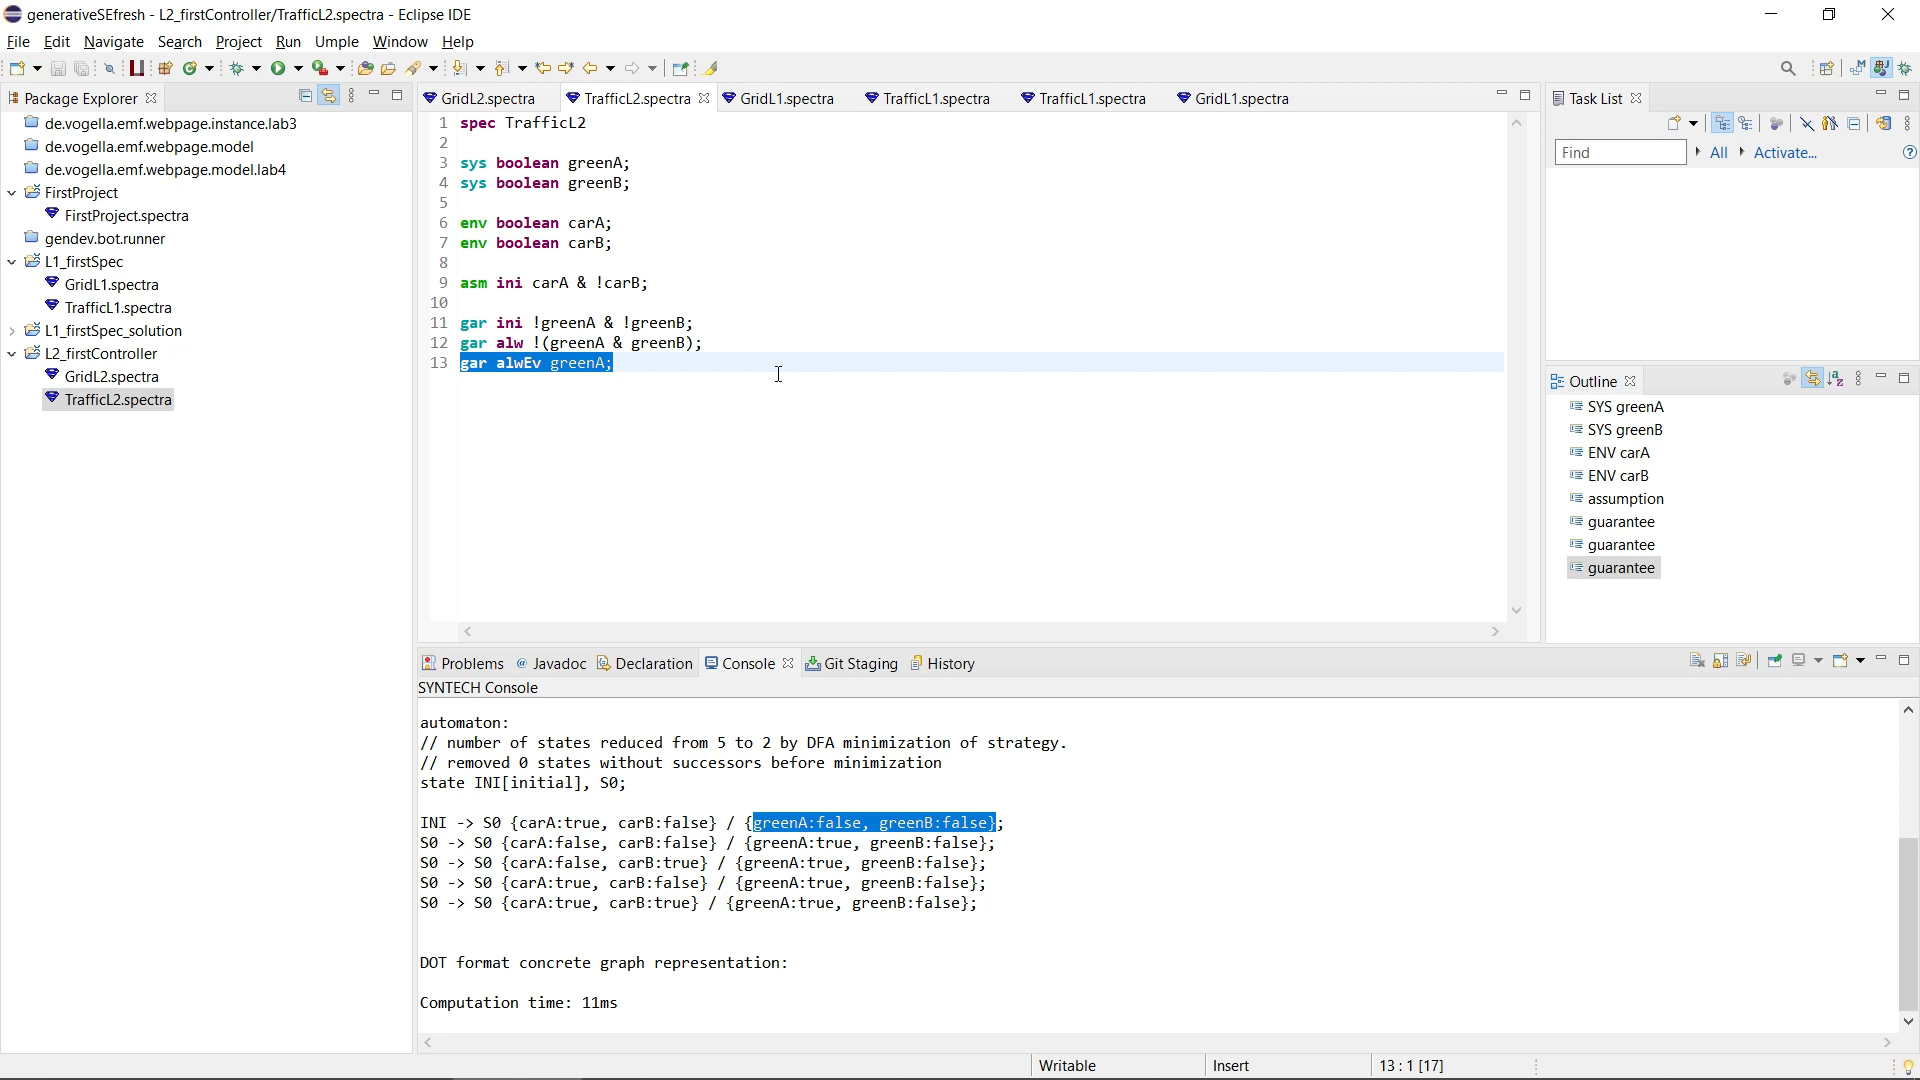 generativeSEfresh - L2_firstController/TrafficL2.spectra - Eclipse IDE
File Edit Navigate Search Project Run Umple Window Help
Package Explorer
de.vogella.emf.webpage.instance.lab3
de.vogella.emf.webpage.model
de.vogella.emf.webpage.model.lab4
FirstProject
FirstProject.spectra
gendev.bot.runner
L1_firstSpec
GridL1.spectra
TrafficL1.spectra
L1_firstSpec_solution
L2_firstController
GridL2.spectra
TrafficL2.spectra
GridL2.spectra TrafficL2.spectra GridL1.spectra TrafficL1.spectra TrafficL1.spectra GridL1.spectra
1 spec TrafficL2
2
3 sys boolean greenA;
4 sys boolean greenB;
5
6 env boolean carA;
7 env boolean carB;
8
9 asm ini carA & !carB;
10
11 gar ini !greenA & !greenB;
12 gar alw !(greenA & greenB);
13 gar alwEv greenA;
Task List
Find All Activate...
Outline
SYS greenA
SYS greenB
ENV carA
ENV carB
assumption
guarantee
guarantee
guarantee
Problems @ Javadoc Declaration Console Git Staging History
SYNTECH Console
automaton:
// number of states reduced from 5 to 2 by DFA minimization of strategy.
// removed 0 states without successors before minimization
state INI[initial], S0;
INI -> S0 {carA:true, carB:false} / {greenA:false, greenB:false};
S0 -> S0 {carA:false, carB:false} / {greenA:true, greenB:false};
S0 -> S0 {carA:false, carB:true} / {greenA:true, greenB:false};
S0 -> S0 {carA:true, carB:false} / {greenA:true, greenB:false};
S0 -> S0 {carA:true, carB:true} / {greenA:true, greenB:false};
DOT format concrete graph representation:
Computation time: 11ms
Writable Insert 13 : 1 [17]